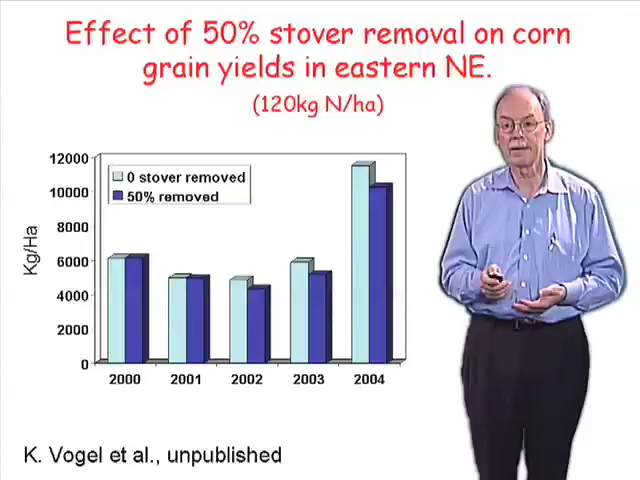 Effect of 50% stover removal on corn
grain yields in eastern NE.
(120kg N/ha)
12000
10000
8000
6000
4000
2000
0
Kg/Ha
0 stover removed
50% removed
2000
2001
2002
2003
2004
K. Vogel et al., unpublished